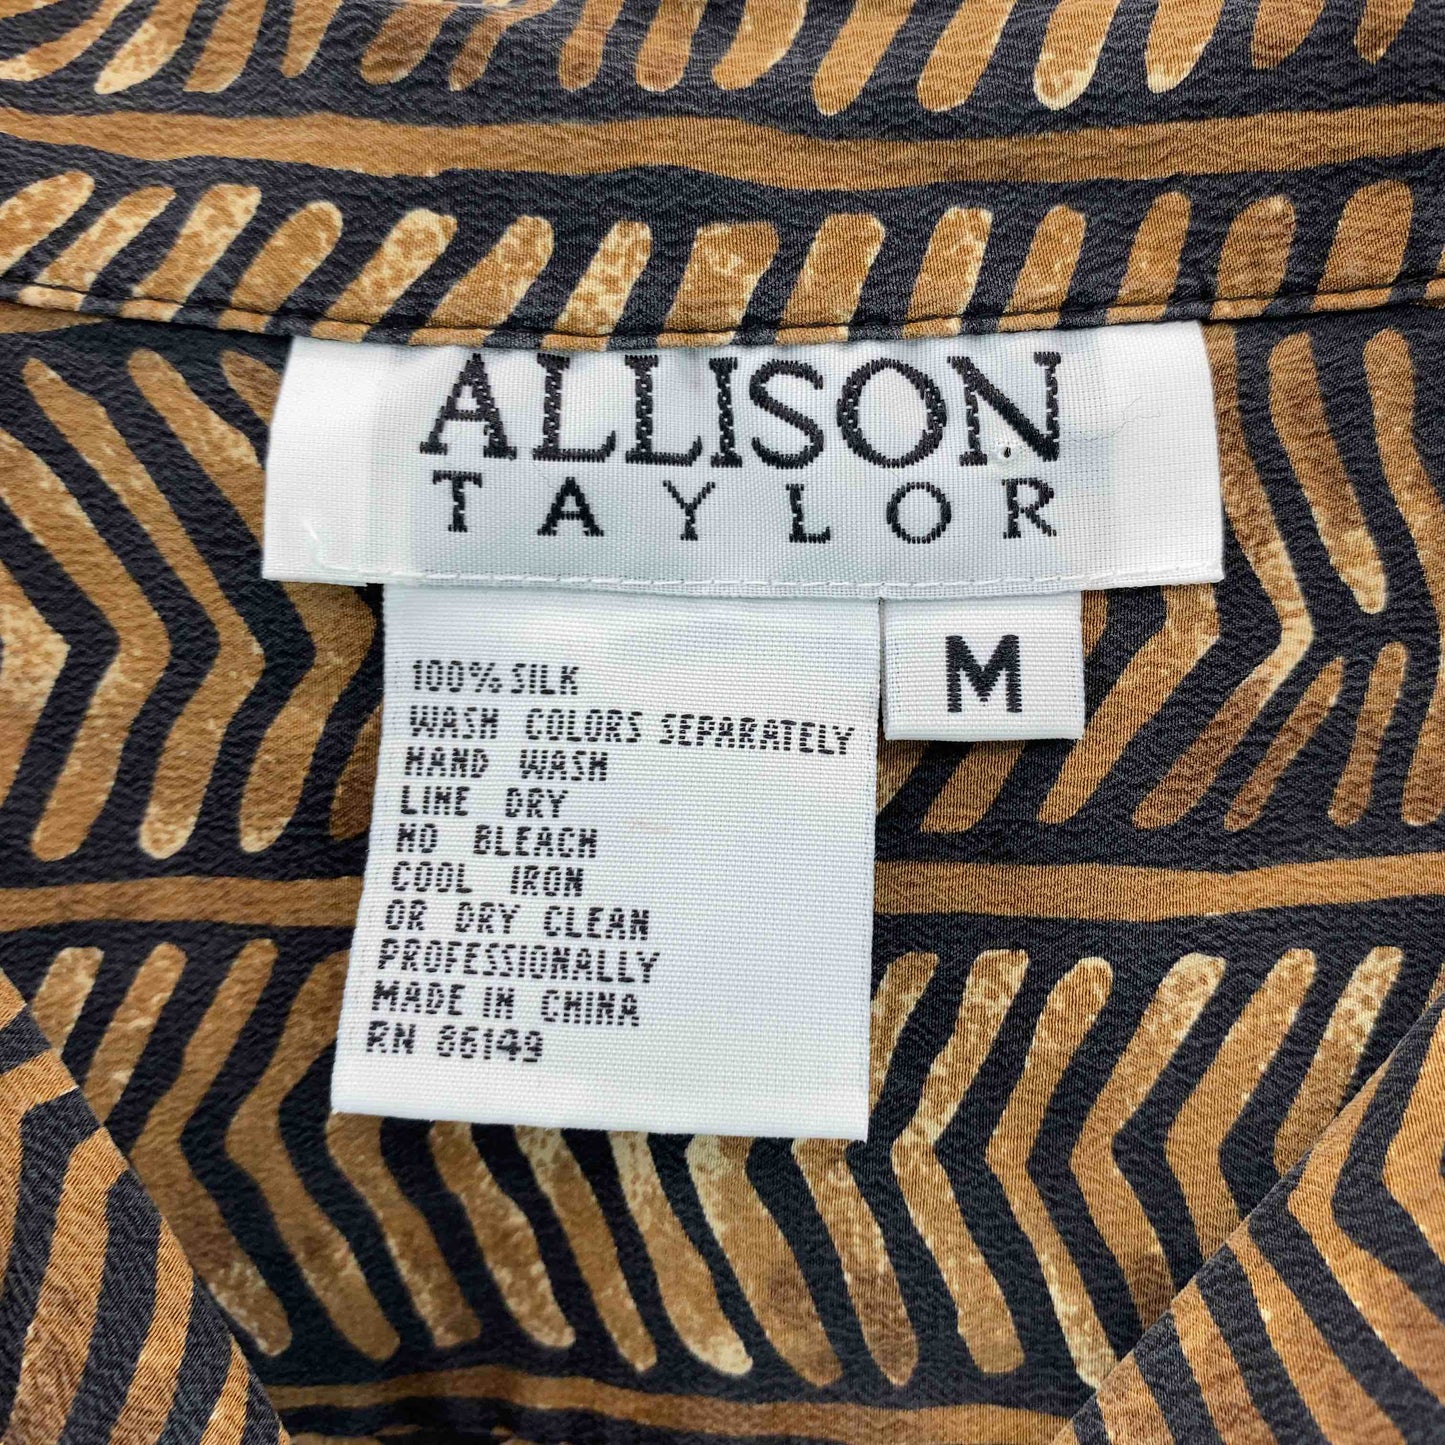 ALLISON
TAYLOR
M
100% SILK
WASH COLORS SEPARATELY
HAND WASH
LINE DRY
NO BLEACH
COOL IRON
OR DRY CLEAN
PROFESSIONALLY
MADE IN CHINA
RN 86149